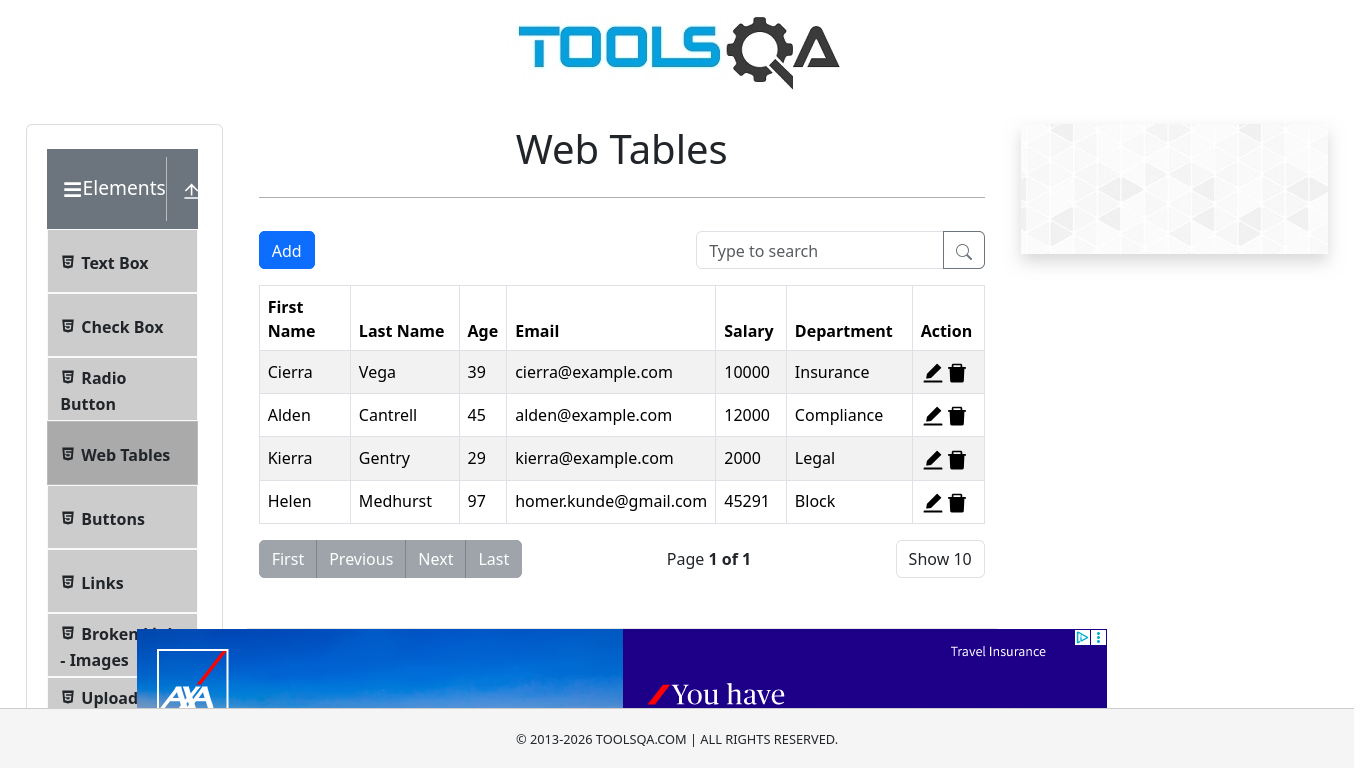 TOOLSQA
Web Tables
Elements
Text Box
Check Box
Radio
Button
Web Tables
Buttons
Links
Broken
- Images
Upload
Add
Type to search
First Name Last Name Age Email Salary Department Action
Cierra Vega 39 cierra@example.com 10000 Insurance
Alden Cantrell 45 alden@example.com 12000 Compliance
Kierra Gentry 29 kierra@example.com 2000 Legal
Helen Medhurst 97 homer.kunde@gmail.com 45291 Block
First Previous Next Last
Page 1 of 1
Show 10
AXA
Travel Insurance
You have
© 2013-2026 TOOLSQA.COM | ALL RIGHTS RESERVED.